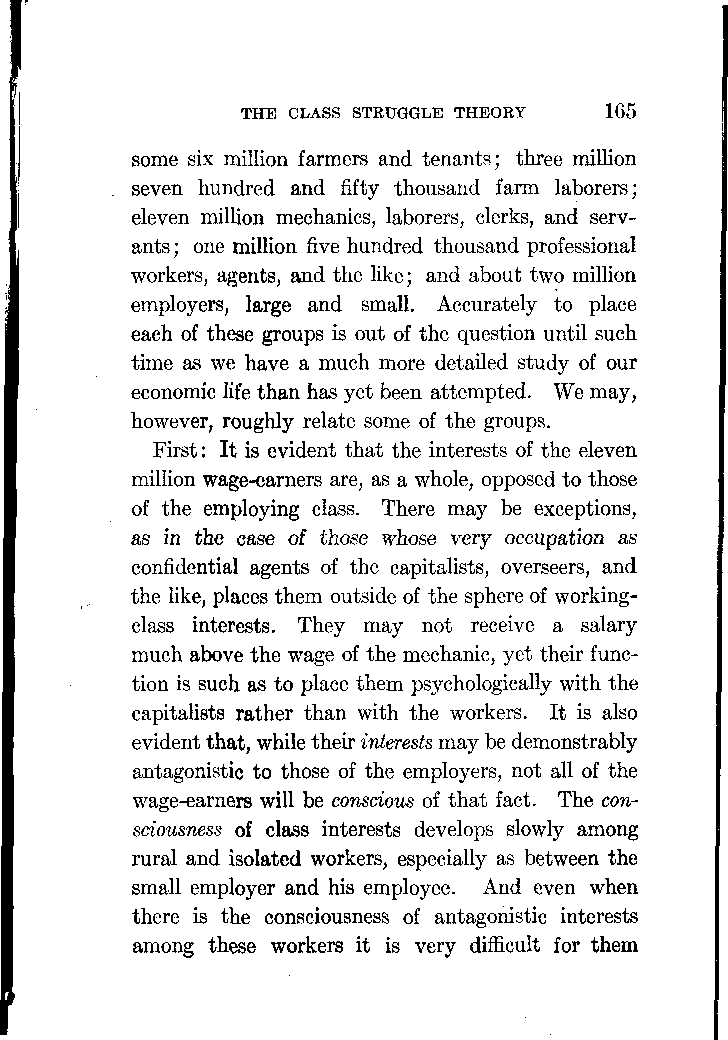 THE CLASS STRUGGLE THEORY 165
some six million farmers and tenants; three million
seven hundred and fifty thousand farm laborers;
eleven million mechanics, laborers, clerks, and serv-
ants; one million five hundred thousand professional
workers, agents, and the like; and about two million
employers, large and small. Accurately to place
each of these groups is out of the question until such
time as we have a much more detailed study of our
economic life than has yet been attempted. We may,
however, roughly relate some of the groups.
First: It is evident that the interests of the eleven
million wage-earners are, as a whole, opposed to those
of the employing class. There may be exceptions,
as in the case of those whose very occupation as
confidential agents of the capitalists, overseers, and
the like, places them outside of the sphere of working-
class interests. They may not receive a salary
much above the wage of the mechanic, yet their func-
tion is such as to place them psychologically with the
capitalists rather than with the workers. It is also
evident that, while their interests may be demonstrably
antagonistic to those of the employers, not all of the
wage-earners will be conscious of that fact. The con-
sciousness of class interests develops slowly among
rural and isolated workers, especially as between the
small employer and his employee. And even when
there is the consciousness of antagonistic interests
among these workers it is very difficult for them